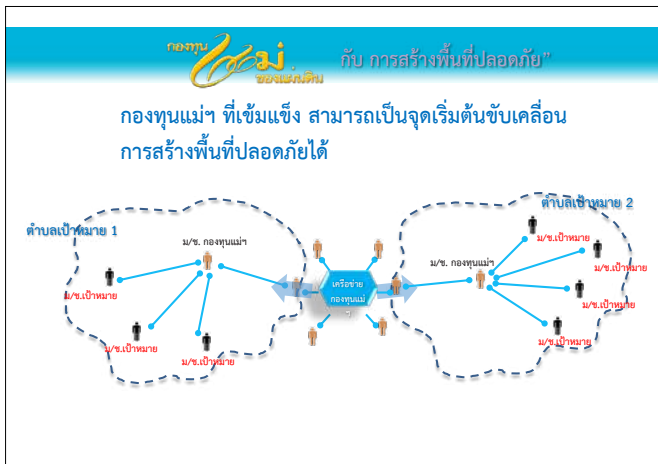 กองทุน แม่ ของแผ่นดิน กับ การสร้างพื้นที่ปลอดภัย”
กองทุนแม่ฯ ที่เข้มแข็ง สามารถเป็นจุดเริ่มต้นขับเคลื่อน
การสร้างพื้นที่ปลอดภัยได้
ตำบลเป้าหมาย 1
ม/ช. กองทุนแม่ฯ
ม/ช.เป้าหมาย
ม/ช.เป้าหมาย
ม/ช.เป้าหมาย
เครือข่าย
กองทุนแม่
ฯ
ตำบลเป้าหมาย 2
ม/ช. กองทุนแม่ฯ
ม/ช.เป้าหมาย
ม/ช.เป้าหมาย
ม/ช.เป้าหมาย
ม/ช.เป้าหมาย